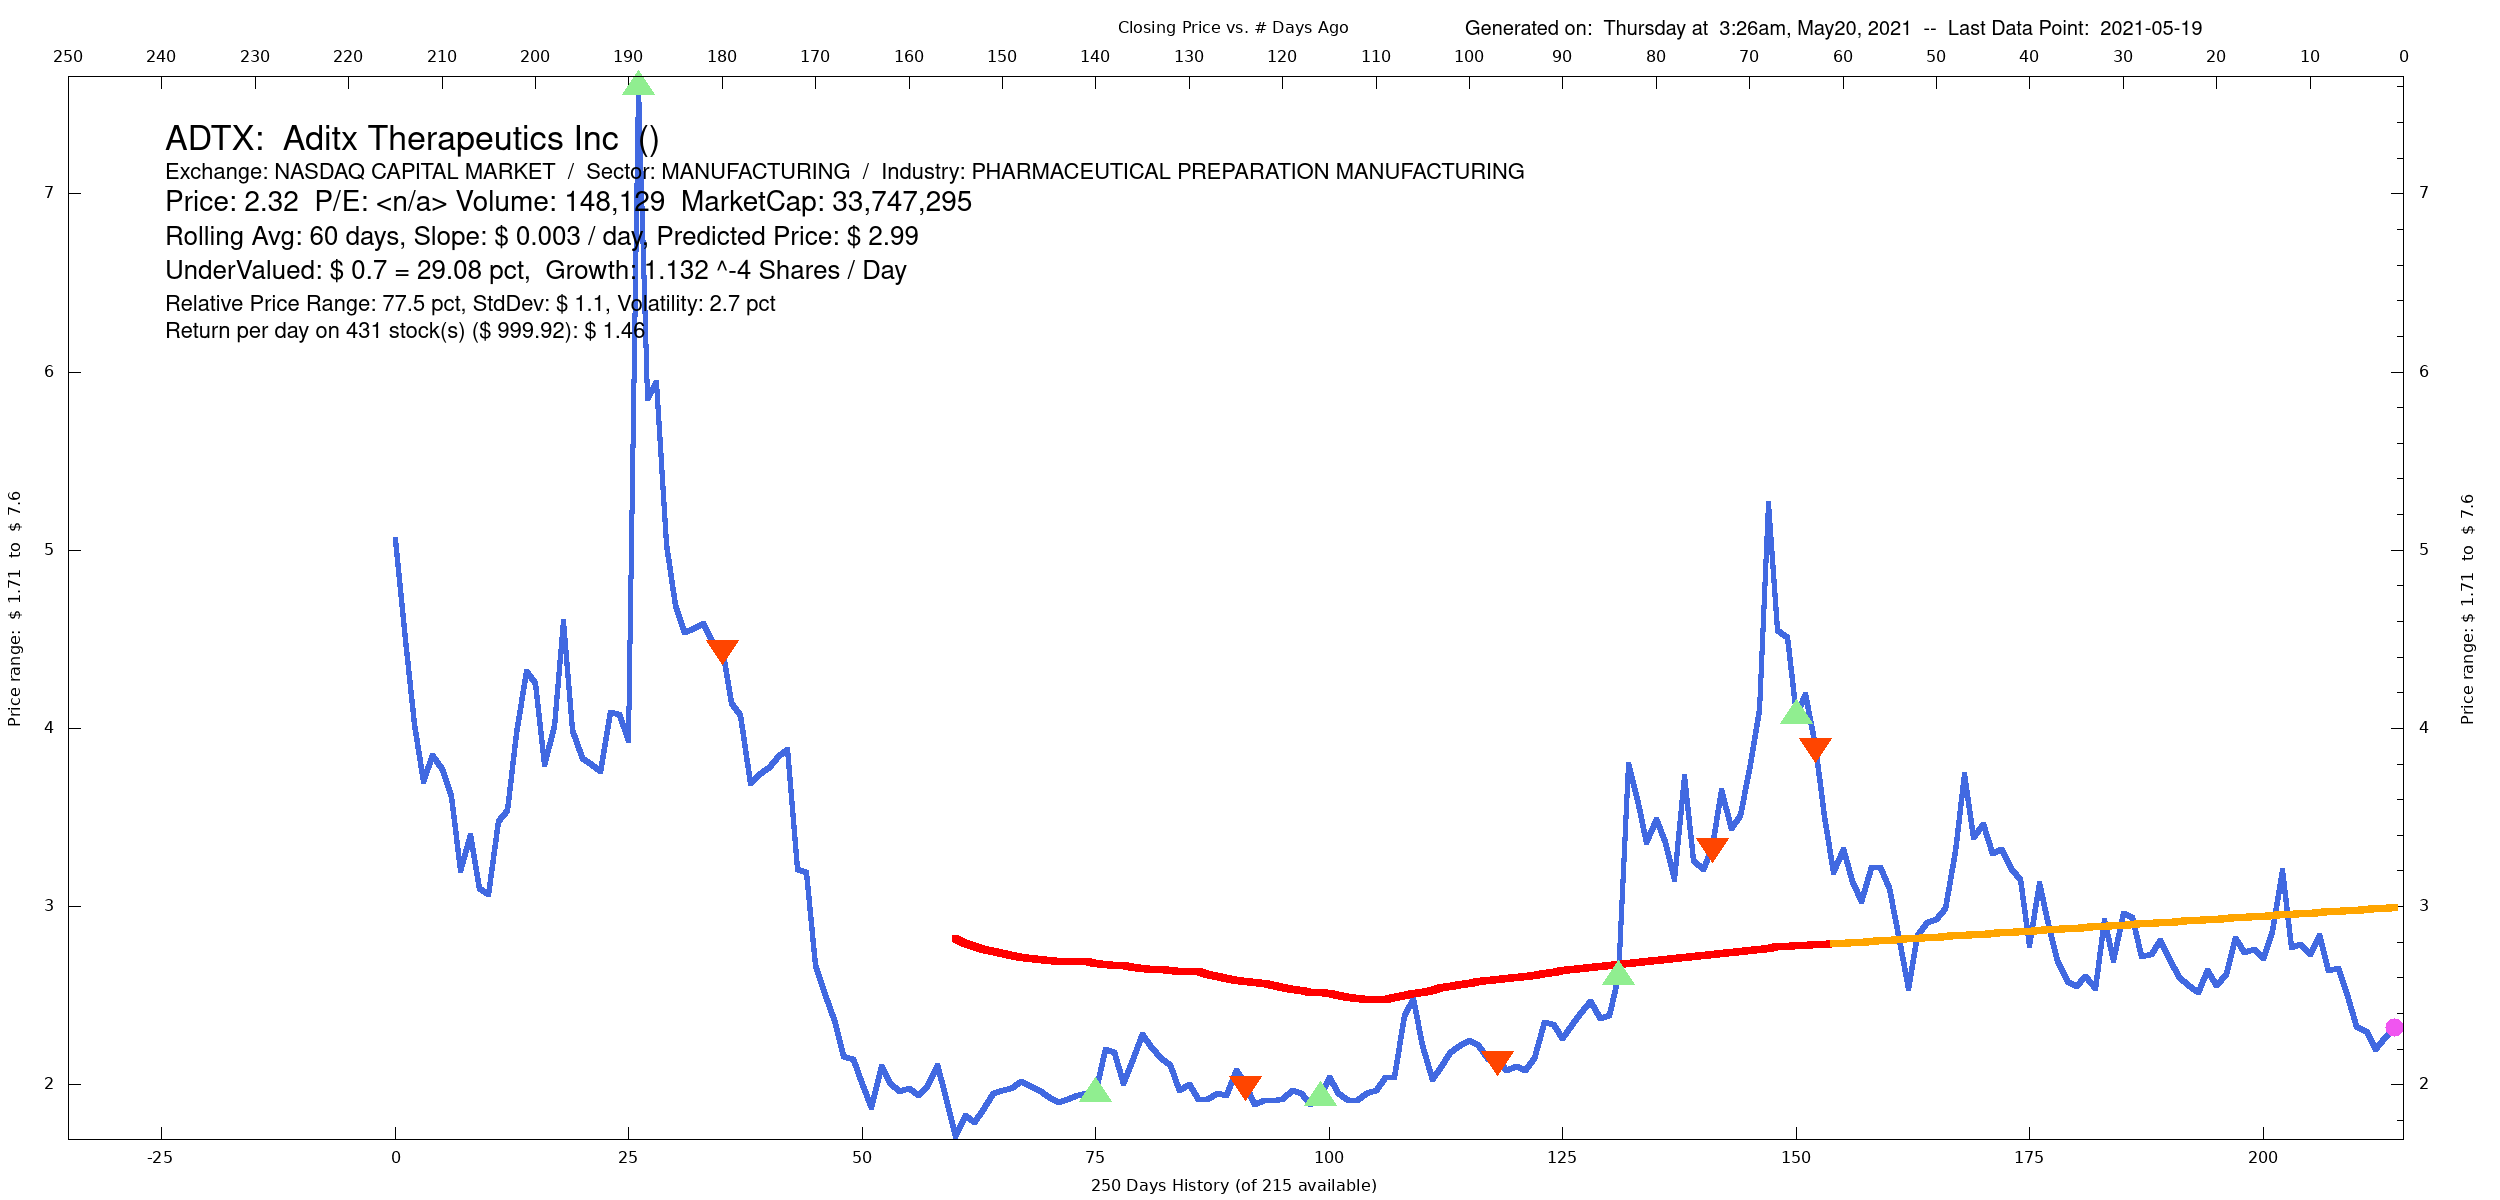 Closing Price vs. # Days Ago
Generated on:  Thursday at  3:26am, May20, 2021  --  Last Data Point:  2021-05-19
250 240 230 220 210 200 190 180 170 160 150 140 130 120 110 100 90 80 70 60 50 40 30 20 10 0
ADTX:  Aditx Therapeutics Inc  ()
Exchange: NASDAQ CAPITAL MARKET  /  Sector: MANUFACTURING  /  Industry: PHARMACEUTICAL PREPARATION MANUFACTURING
Price: 2.32  P/E: <n/a> Volume: 148,129  MarketCap: 33,747,295
Rolling Avg: 60 days, Slope: $ 0.003 / day, Predicted Price: $ 2.99
UnderValued: $ 0.7 = 29.08 pct,  Growth: 1.132 ^-4 Shares / Day
Relative Price Range: 77.5 pct, StdDev: $ 1.1, Volatility: 2.7 pct
Return per day on 431 stock(s) ($ 999.92): $ 1.46
7 7
6 6
5 5
4 4
3 3
2 2
Price range:  $ 1.71  to  $ 7.6
Price range: $ 1.71  to  $ 7.6
-25 0 25 50 75 100 125 150 175 200
250 Days History (of 215 available)